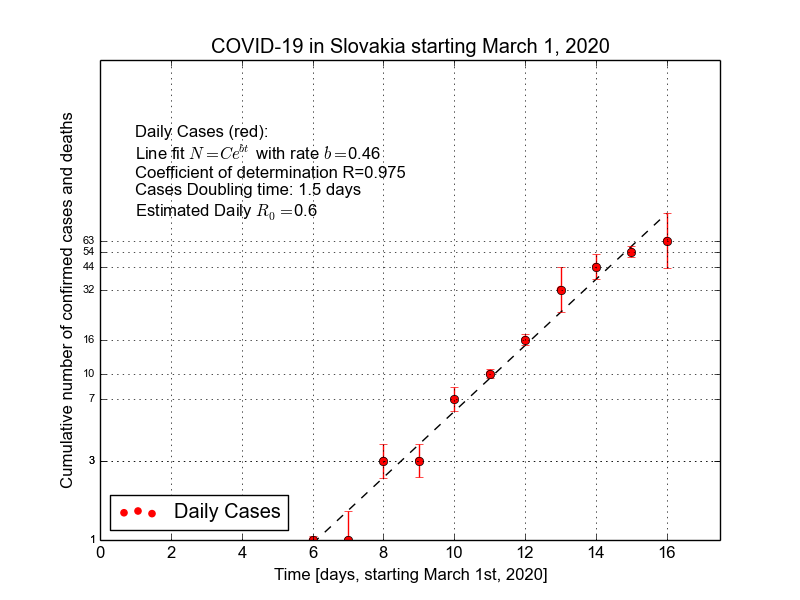 COVID-19 in Slovakia starting March 1, 2020
Cumulative number of confirmed cases and deaths
Daily Cases (red):
Line fit N=Ce^{bt} with rate b=0.46
Coefficient of determination R=0.975
Cases Doubling time: 1.5 days
Estimated Daily R_0=0.6
63
54
44
32
16
10
7
3
1
Daily Cases
0 2 4 6 8 10 12 14 16
Time [days, starting March 1st, 2020]